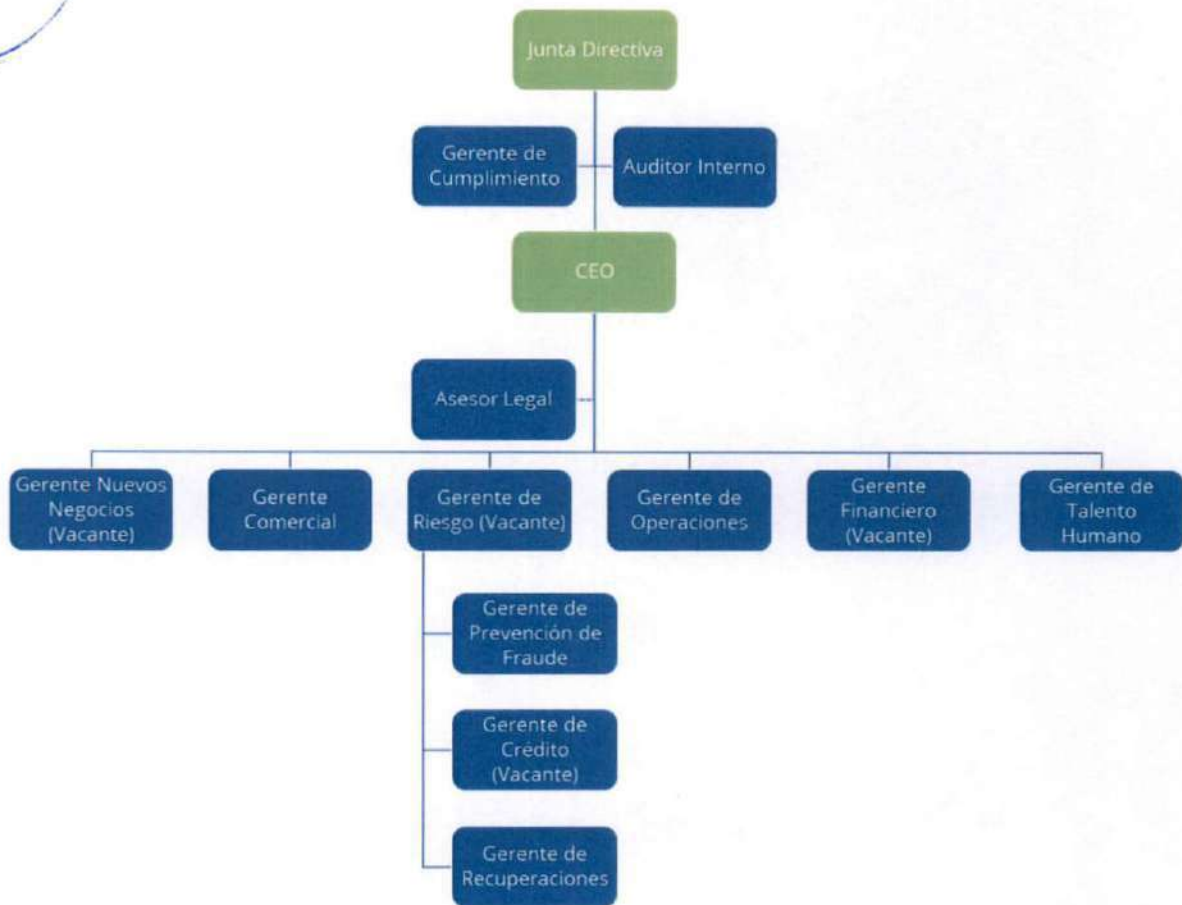 Junta Directiva
Gerente de
Cumplimiento
Auditor Interno
CEO
Asesor Legal
Gerente Nuevos
Negocios
(Vacante)
Gerente
Comercial
Gerente de
Riesgo (Vacante)
Gerente de
Operaciones
Gerente
Financiero
(Vacante)
Gerente de
Talento
Humano
Gerente de
Prevención de
Fraude
Gerente de
Crédito
(Vacante)
Gerente de
Recuperaciones